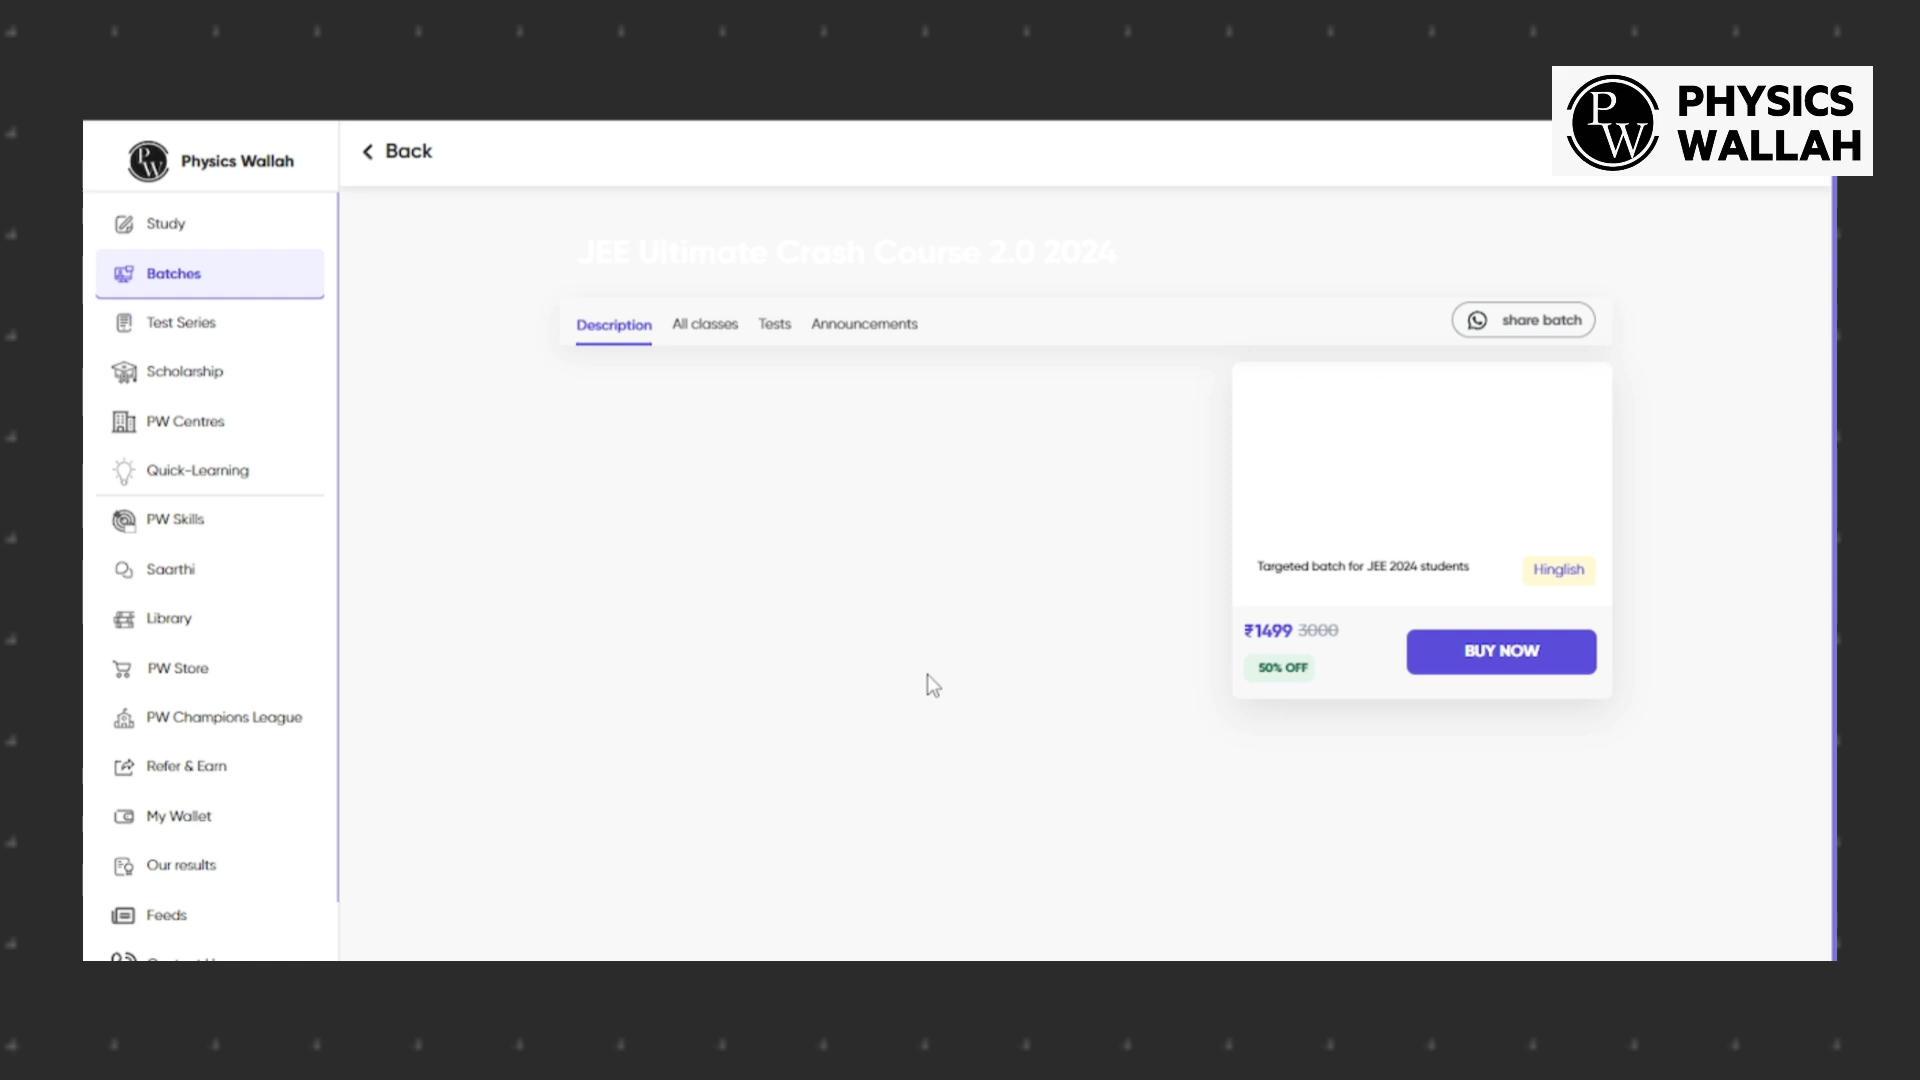 PHYSICS
WALLAH
Physics Wallah
Back
Study
Batches
Test Series
Scholarship
PW Centres
Quick-Learning
PW Skills
Saarthi
Library
PW Store
PW Champions League
Refer & Earn
My Wallet
Our results
Feeds
JEE Ultimate Crash Course 2.0 2024
Description All classes Tests Announcements
share batch
Targeted batch for JEE 2024 students
Hinglish
₹1499 3000
50% OFF
BUY NOW